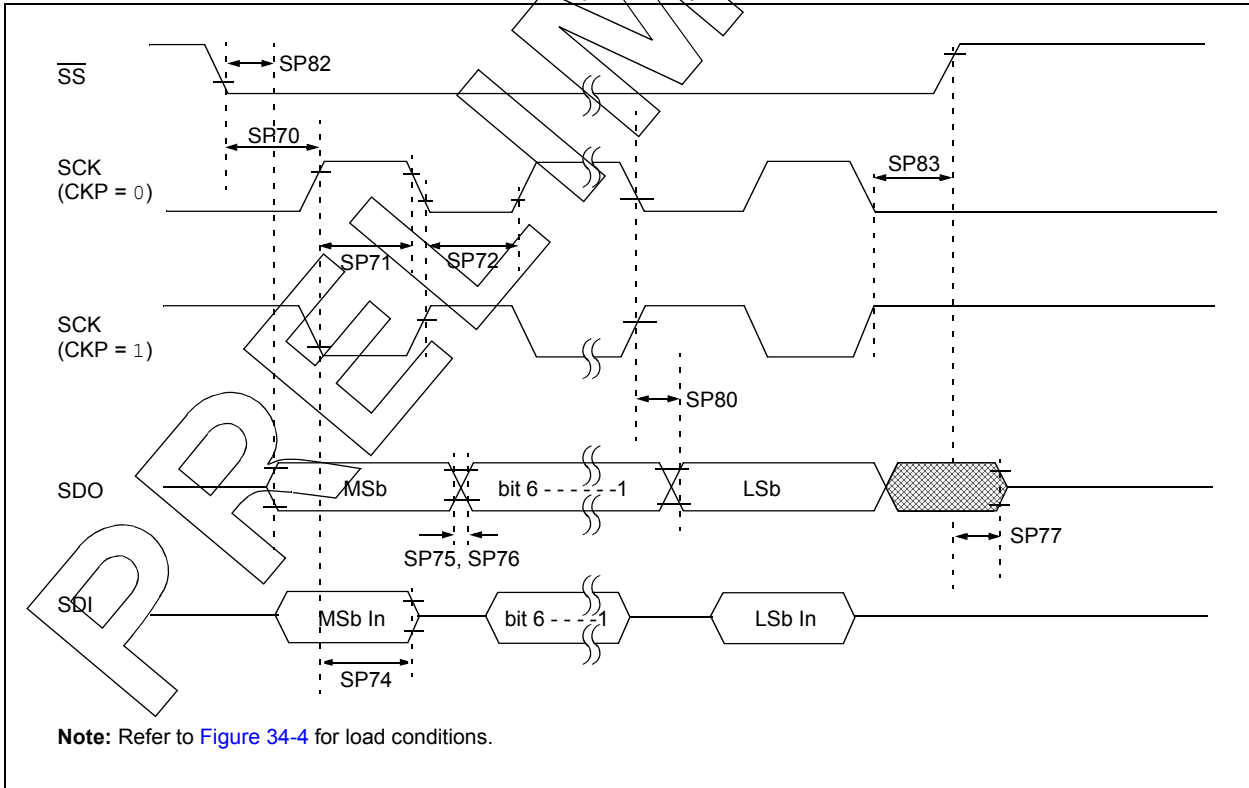 SS
SP82
SP70
SCK
(CKP = 0)
SP83
SP71
SP72
SCK
(CKP = 1)
SP80
SDO
MSb
bit 6 - - - - - -1
LSb
SP75, SP76
SP77
SDI
MSb In
bit 6 - - - -1
LSb In
SP74
Note: Refer to Figure 34-4 for load conditions.
PRELIM